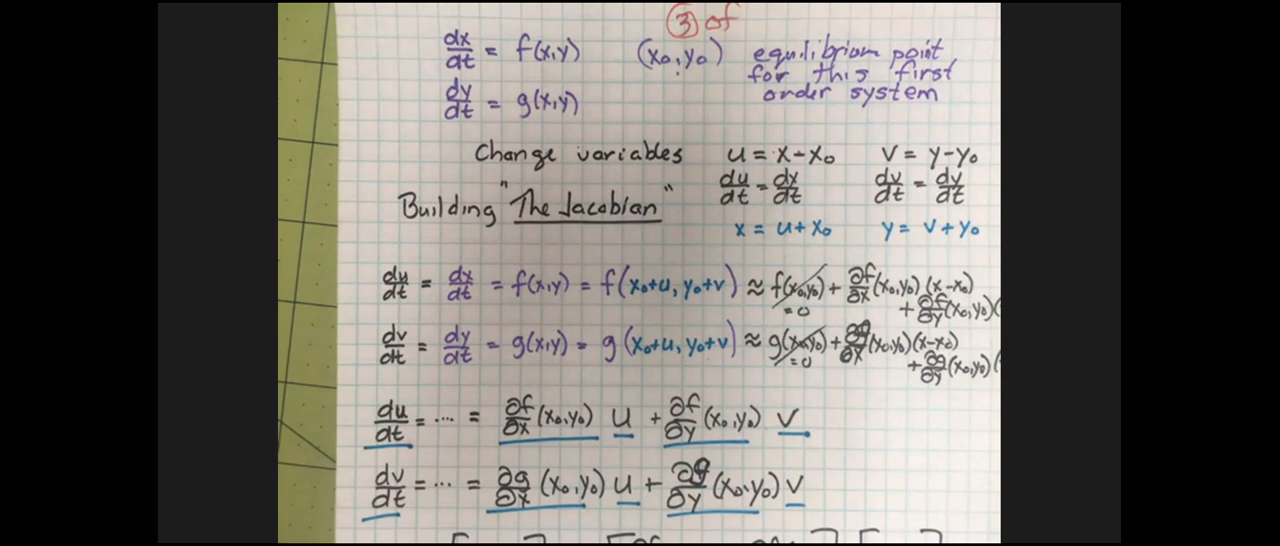 ③ of
dx/dt = f(x,y) (x₀,y₀) equilibrium point
for this first
dy/dt = g(x,y) order system
Change variables u = x-x₀ v = y-y₀
Building "The Jacobian" du/dt = dx/dt dv/dt = dy/dt
x = u+x₀ y = v+y₀
du/dt = dx/dt = f(x,y) = f(x₀+u, y₀+v) ≈ f(x₀,y₀) + ∂f/∂x (x₀,y₀)(x-x₀)
=0 + ∂f/∂y (x₀,y₀)(
dv/dt = dy/dt = g(x,y) = g(x₀+u, y₀+v) ≈ g(x₀,y₀) + ∂g/∂x (x₀,y₀)(x-x₀)
=0 + ∂g/∂y (x₀,y₀)(
du/dt = ... = ∂f/∂x (x₀,y₀) u + ∂f/∂y (x₀,y₀) v
dv/dt = ... = ∂g/∂x (x₀,y₀) u + ∂g/∂y (x₀,y₀) v